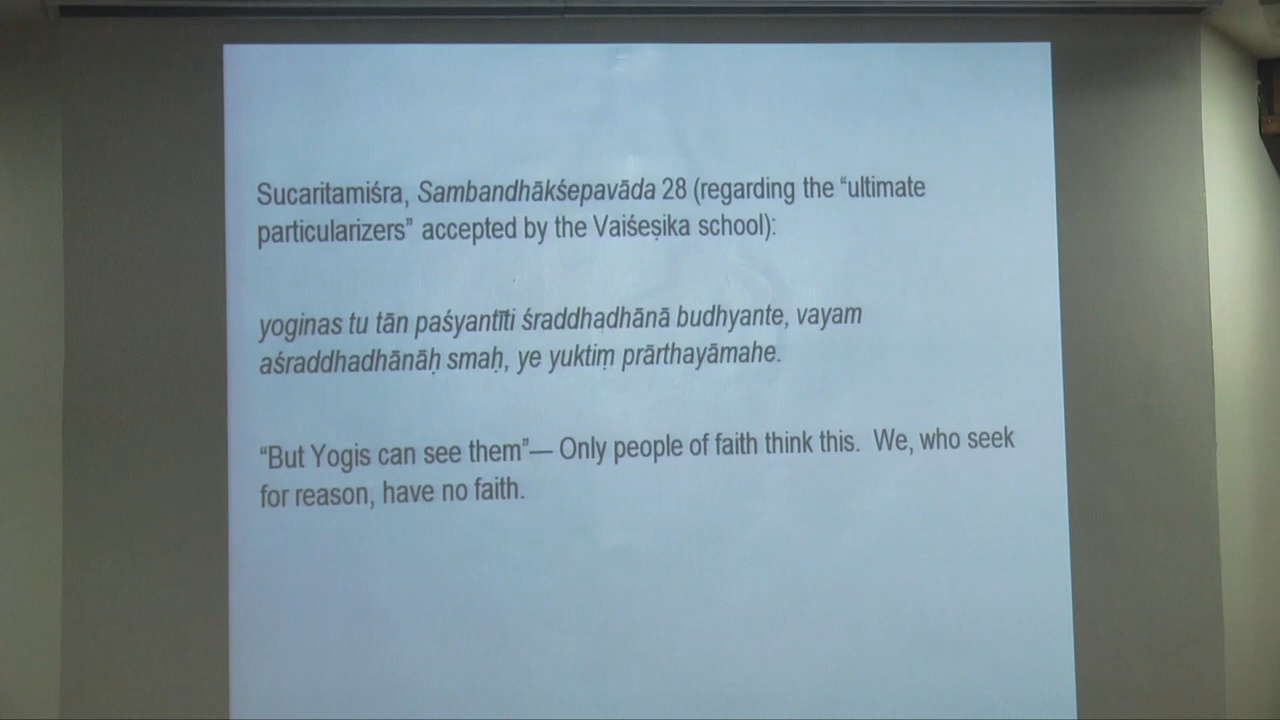 Sucaritamiśra, Sambandhākśepavāda 28 (regarding the “ultimate
particularizers” accepted by the Vaiśeṣika school):
yoginas tu tān paśyantīti śraddhadhānā budhyante, vayam
aśraddhadhānāḥ smaḥ, ye yuktiṃ prārthayāmahe.
“But Yogis can see them”— Only people of faith think this. We, who seek
for reason, have no faith.